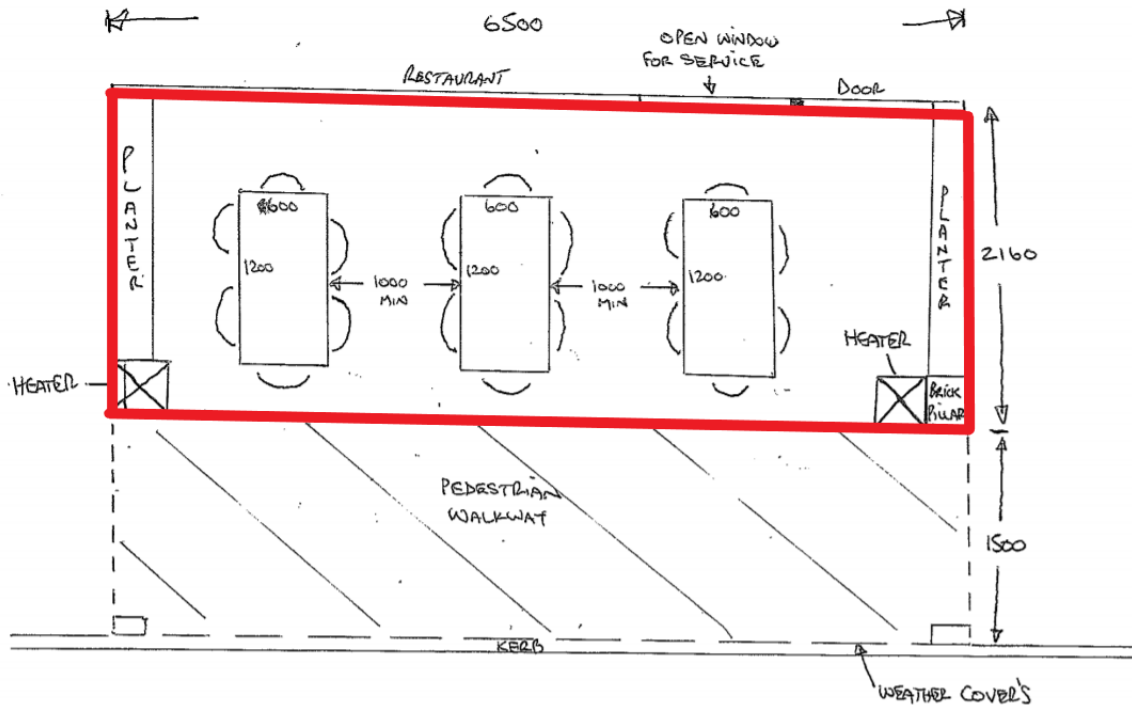 6500
OPEN WINDOW
FOR SERVICE
RESTAURANT
DOOR
PLANTER
600
600
600
PLANTER
1200
1000
MIN
1200
1000
MIN
1200
2160
HEATER
HEATER
BRICK
PILLAR
PEDESTRIAN
WALKWAY
1500
KERB
WEATHER COVER'S